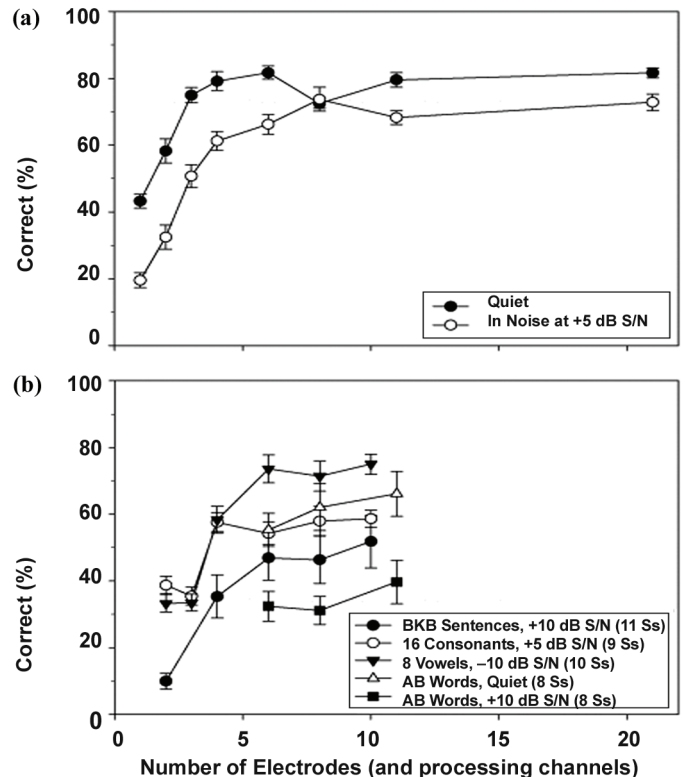 (a)
100
80
60
40
20
0
Correct (%)
Quiet
In Noise at +5 dB S/N
(b)
100
80
60
40
20
0
Correct (%)
BKB Sentences, +10 dB S/N (11 Ss)
16 Consonants, +5 dB S/N (9 Ss)
8 Vowels, –10 dB S/N (10 Ss)
AB Words, Quiet (8 Ss)
AB Words, +10 dB S/N (8 Ss)
0 5 10 15 20
Number of Electrodes (and processing channels)